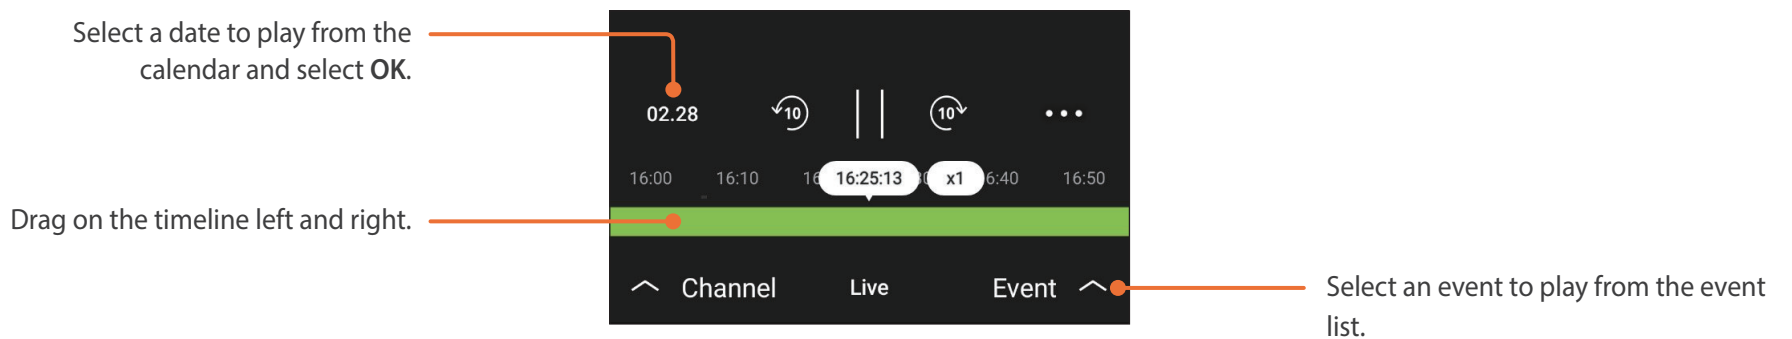 Select a date to play from the
calendar and select OK.
02.28
10
10
16:00
16:10
16:25:13
x1
6:40
16:50
Drag on the timeline left and right.
Channel
Live
Event
Select an event to play from the event
list.